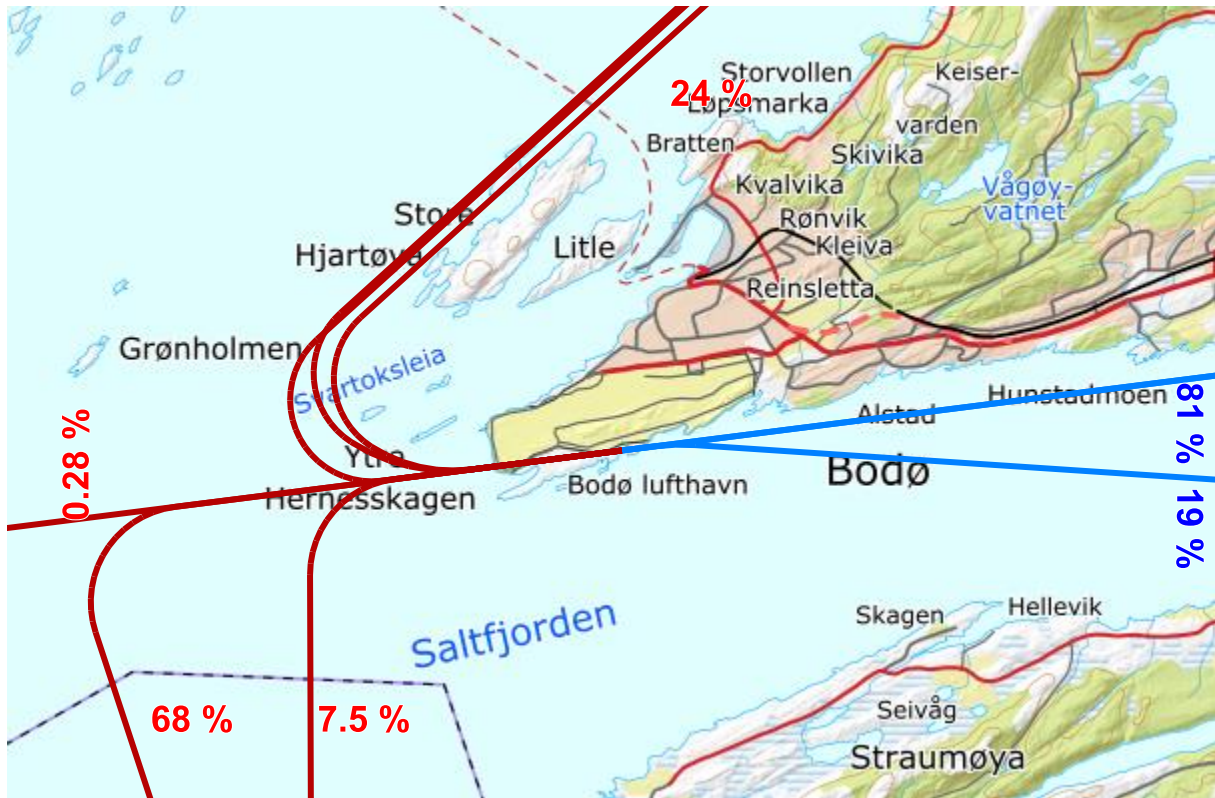 Storvollen
Keiser-
24 %
Løpsmarka
varden
Bratten
Skivika
Kvalvika
Vågøy-
vatnet
Store
Rønvik
Litle
Kleiva
Hjartøya
Reinsletta
Grønholmen
Svartoksleia
Hunstadmoen
81 %
Alstad
0.28 %
Ytre
Bodø
Hernesskagen
Bodø lufthavn
19 %
Saltfjorden
Skagen
Hellevik
68 %
7.5 %
Seivåg
Straumøya